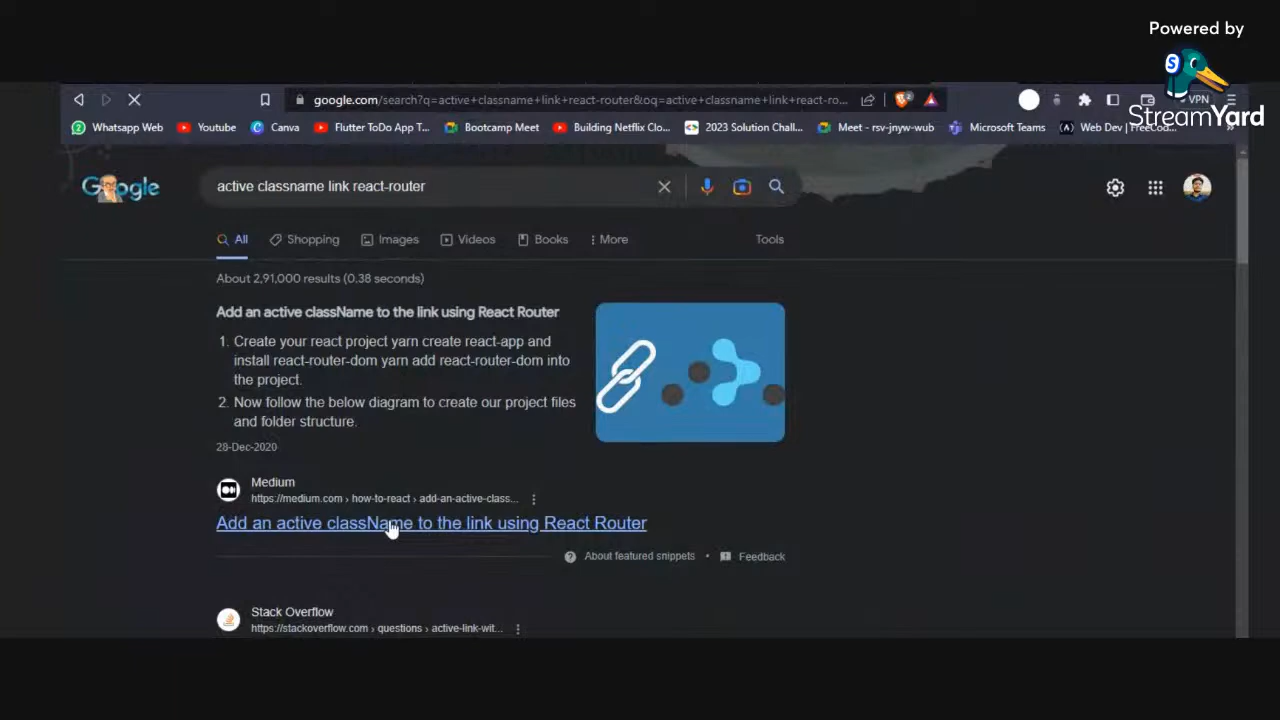 Powered by
StreamYard
google.com/search?q=active+classname+link+react-router&oq=active+classname+link+react-ro...
VPN
Whatsapp Web
Youtube
Canva
Flutter ToDo App T...
Bootcamp Meet
Building Netflix Clo...
2023 Solution Chall...
Meet - rsv-jnyw-wub
Microsoft Teams
Web Dev | FreeCod...
Google
active classname link react-router
All
Shopping
Images
Videos
Books
More
Tools
About 2,91,000 results (0.38 seconds)
Add an active className to the link using React Router
1. Create your react project yarn create react-app and
install react-router-dom yarn add react-router-dom into
the project.
2. Now follow the below diagram to create our project files
and folder structure.
28-Dec-2020
Medium
https://medium.com › how-to-react › add-an-active-class...
Add an active className to the link using React Router
About featured snippets
Feedback
Stack Overflow
https://stackoverflow.com › questions › active-link-wit...